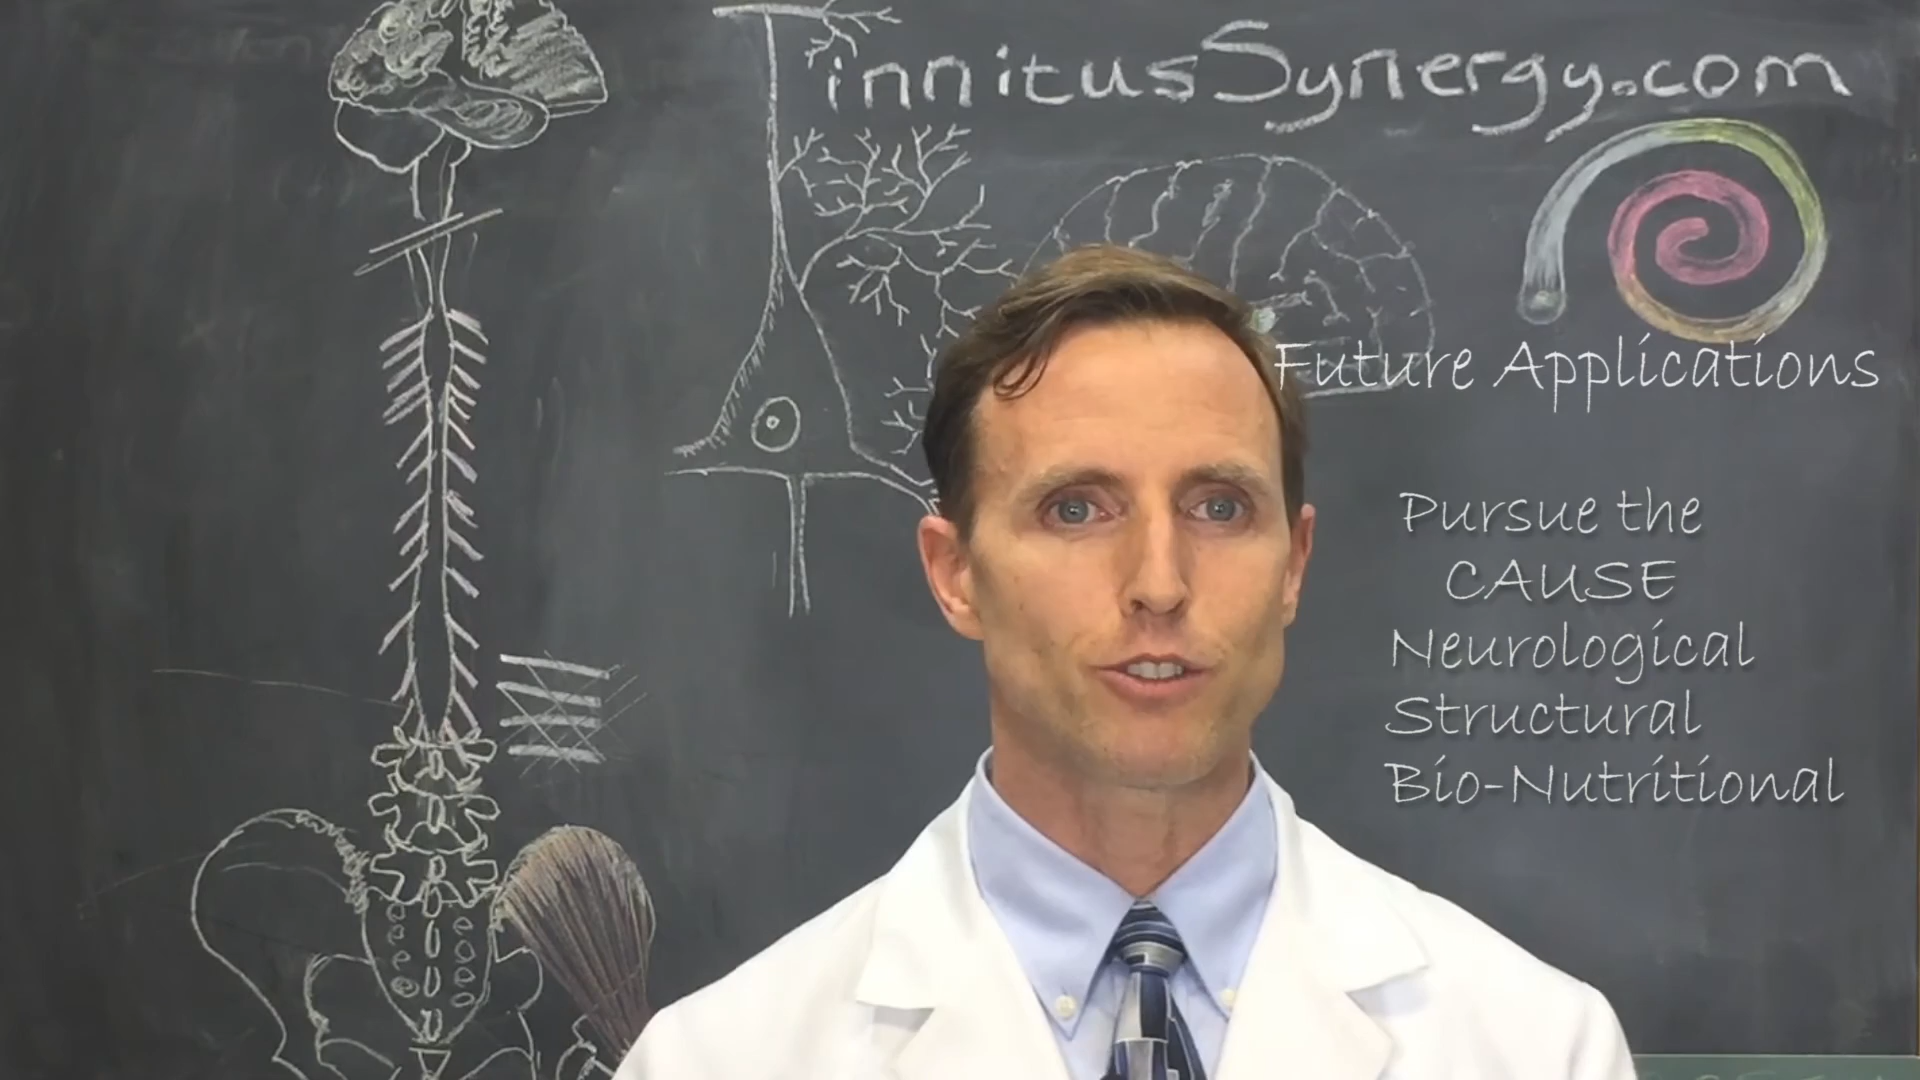 TinnitusSynergy.com
Future Applications
Pursue the
CAUSE
Neurological
Structural
Bio-Nutritional